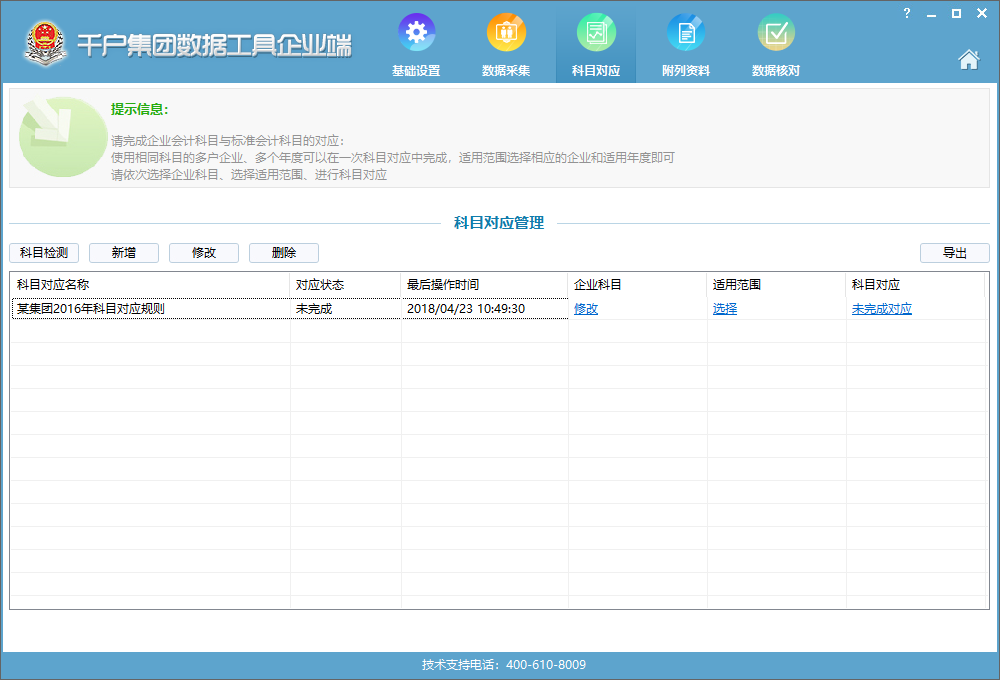 千户集团数据工具企业端
基础设置 数据采集 科目对应 附列资料 数据核对
?
提示信息：
请完成企业会计科目与标准会计科目的对应：
使用相同科目的多户企业、多个年度可以在一次科目对应中完成，适用范围选择相应的企业和适用年度即可
请依次选择企业科目、选择适用范围、进行科目对应
科目对应管理
科目检测 新增 修改 删除 导出
科目对应名称 对应状态 最后操作时间 企业科目 适用范围 科目对应
某集团2016年科目对应规则 未完成 2018/04/23 10:49:30 修改 选择 未完成对应
技术支持电话：400-610-8009